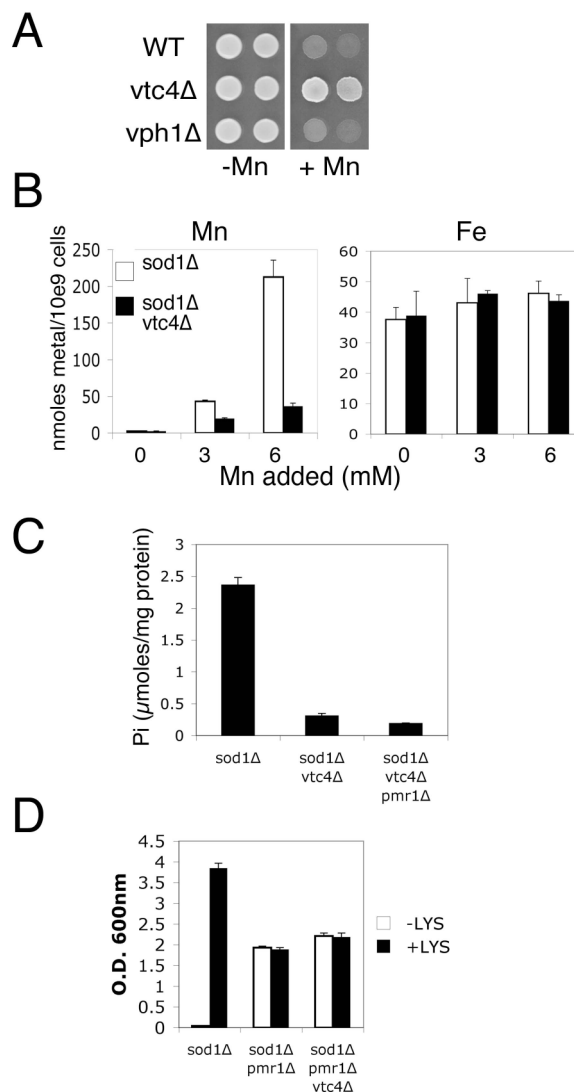 A
WT
vtc4Δ
vph1Δ
-Mn
+ Mn
B
Mn
Fe
nmoles metal/10e9 cells
250
200
150
100
50
0
sod1Δ
sod1Δ
vtc4Δ
60
50
40
30
20
10
0
0
3
6
0
3
6
Mn added (mM)
C
Pi (µmoles/mg protein)
3
2.5
2
1.5
1
0.5
0
sod1Δ
sod1Δ
vtc4Δ
sod1Δ
vtc4Δ
pmr1Δ
D
O.D. 600nm
4.5
4
3.5
3
2.5
2
1.5
1
0.5
0
sod1Δ
sod1Δ
pmr1Δ
sod1Δ
pmr1Δ
vtc4Δ
-LYS
+LYS